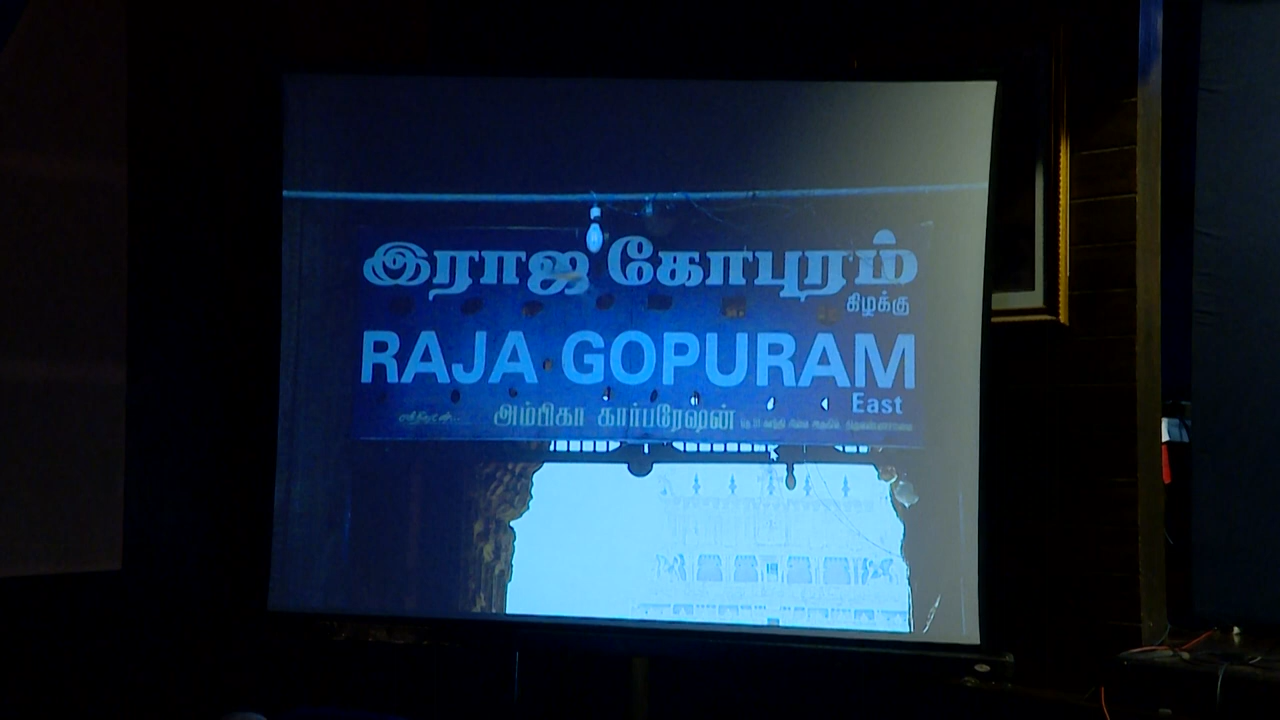 இராஜ கோபுரம்
கிழக்கு
RAJA GOPURAM
East
அம்பிகா கார்பரேஷன்